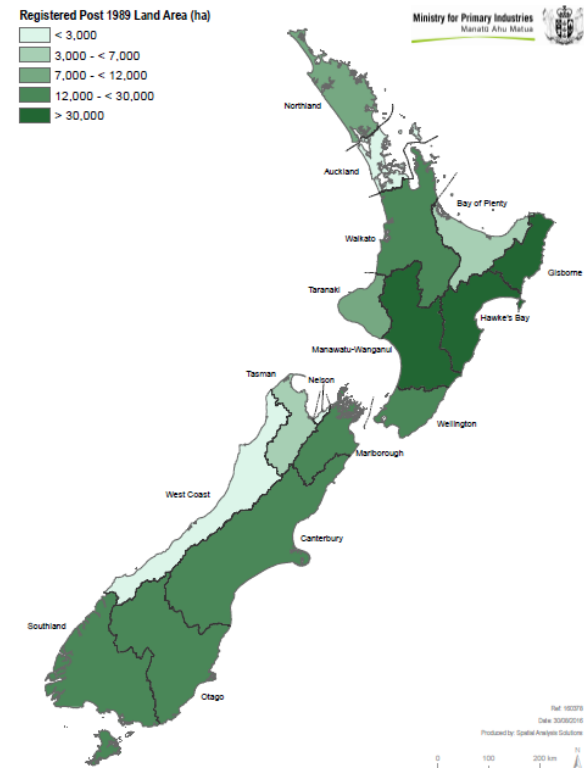 Registered Post 1989 Land Area (ha)
< 3,000
3,000 - < 7,000
7,000 - < 12,000
12,000 - < 30,000
> 30,000
Ministry for Primary Industries
Manatū Ahu Matua
Northland
Auckland
Bay of Plenty
Waikato
Gisborne
Taranaki
Hawke's Bay
Manawatu-Wanganui
Tasman
Nelson
Wellington
Marlborough
West Coast
Canterbury
Southland
Otago
Date: 30/08/2016
Produced by: Spatial Analysis Solutions
N
0 100 200 km